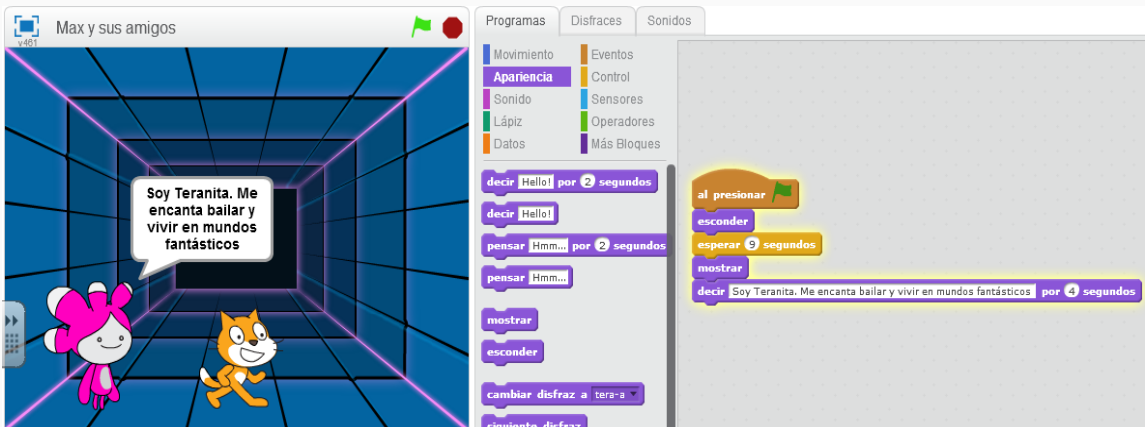 Max y sus amigos
v461
Soy Teranita. Me
encanta bailar y
vivir en mundos
fantásticos
Programas
Disfraces
Sonidos
Movimiento
Eventos
Apariencia
Control
Sonido
Sensores
Lápiz
Operadores
Datos
Más Bloques
decir Hello! por 2 segundos
decir Hello!
pensar Hmm... por 2 segundos
pensar Hmm...
mostrar
esconder
cambiar disfraz a tera-a
siguiente disfraz
al presionar
esconder
esperar 9 segundos
mostrar
decir Soy Teranita. Me encanta bailar y vivir en mundos fantásticos por 4 segundos